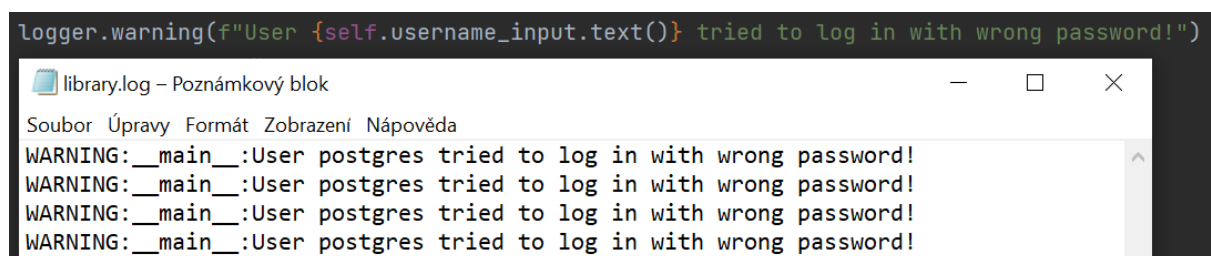 logger.warning(f"User {self.username_input.text()} tried to log in with wrong password!")
library.log – Poznámkový blok
Soubor Úpravy Formát Zobrazení Nápověda
WARNING:__main__:User postgres tried to log in with wrong password!
WARNING:__main__:User postgres tried to log in with wrong password!
WARNING:__main__:User postgres tried to log in with wrong password!
WARNING:__main__:User postgres tried to log in with wrong password!